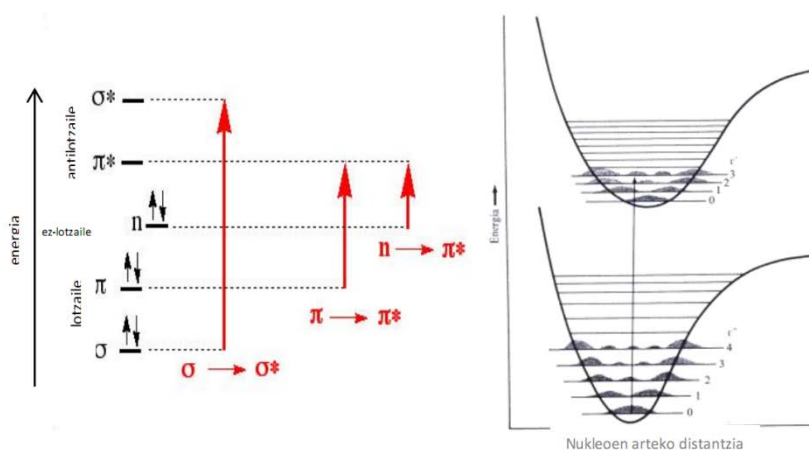 energia
antilotzaile
ez-lotzaile
lotzaile
σ*
π*
n
π
σ
σ → σ*
π → π*
n → π*
Energia
v'
3
2
1
0
v''
4
3
2
1
0
Nukleoen arteko distantzia